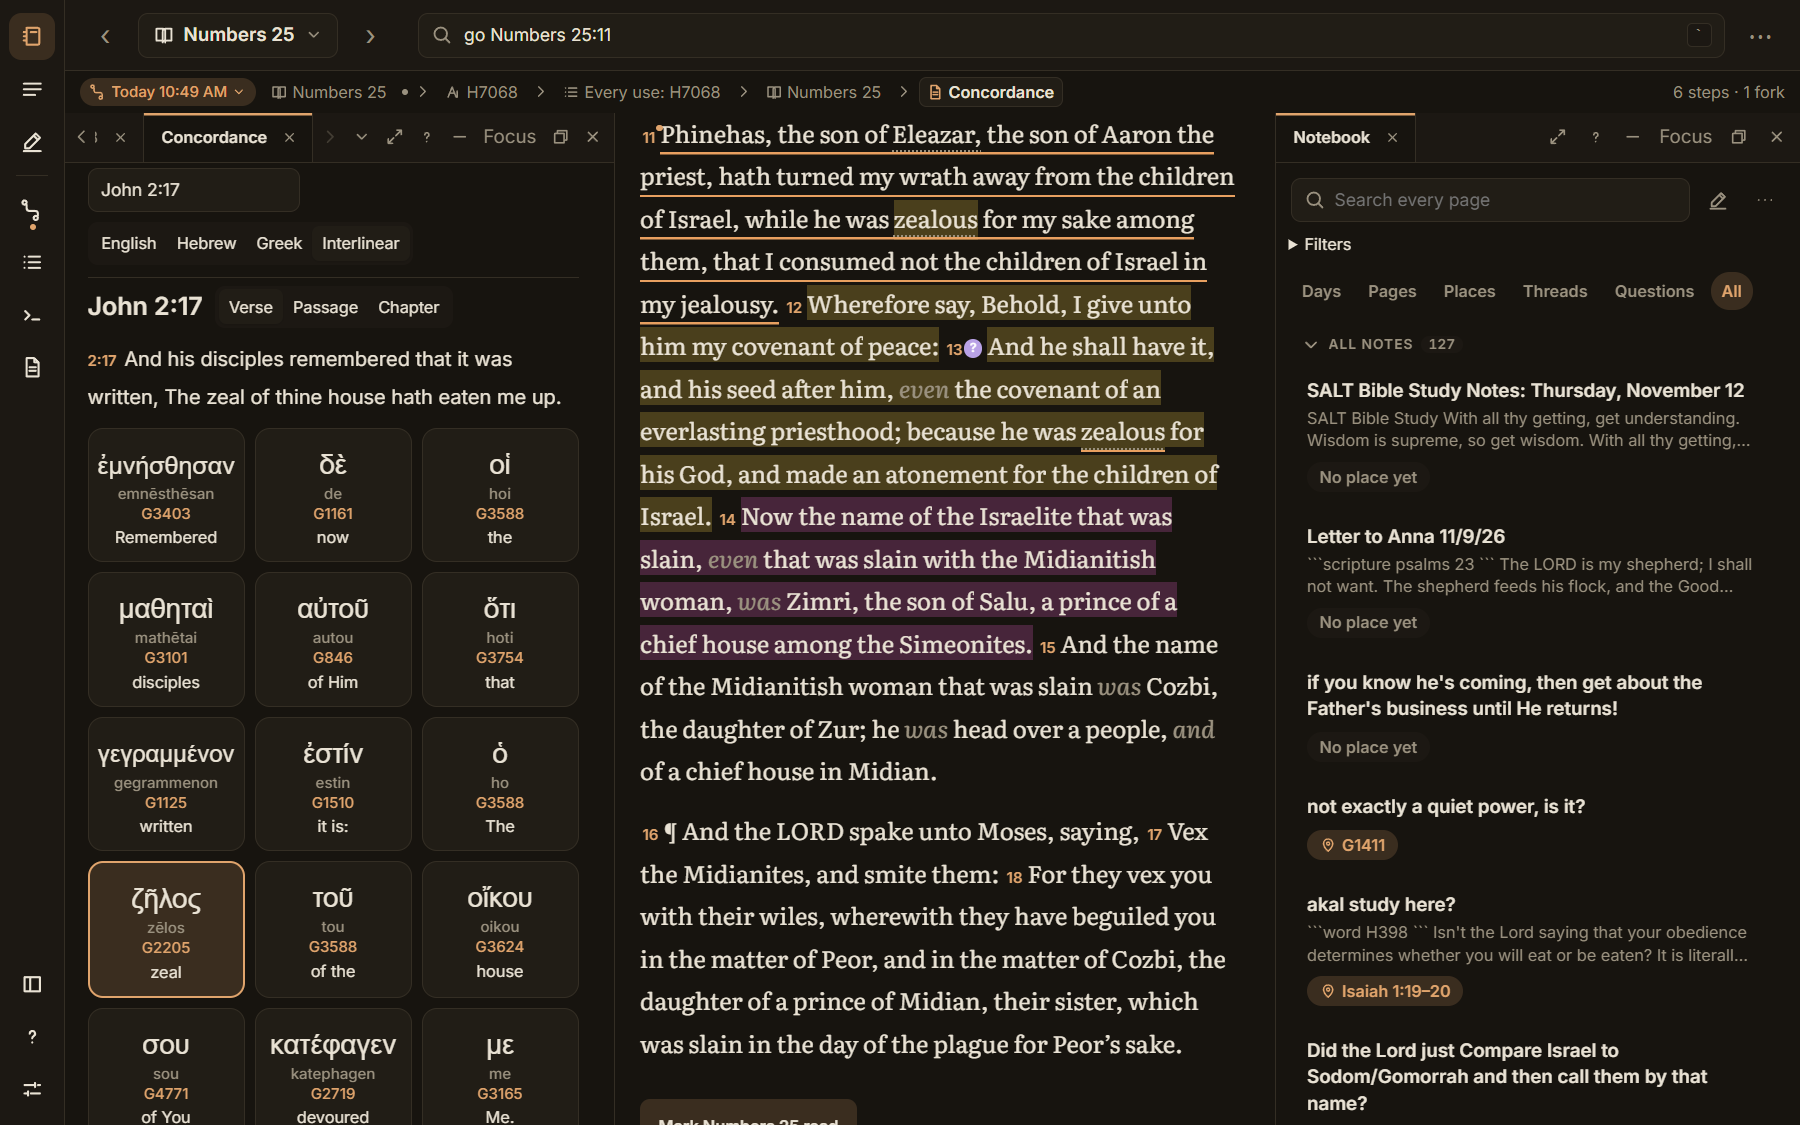 Numbers 25
go Numbers 25:11
`
Today 10:49 AM
Numbers 25
H7068
Every use: H7068
Numbers 25
Concordance
6 steps · 1 fork
Concordance
?
Focus
John 2:17
English Hebrew Greek Interlinear
John 2:17
Verse Passage Chapter
2:17 And his disciples remembered that it was
written, The zeal of thine house hath eaten me up.
ἐμνήσθησαν
emnēsthēsan
G3403
Remembered
δὲ
de
G1161
now
οἱ
hoi
G3588
the
μαθηταὶ
mathētai
G3101
disciples
αὐτοῦ
autou
G846
of Him
ὅτι
hoti
G3754
that
γεγραμμένον
gegrammenon
G1125
written
ἐστίν
estin
G1510
it is:
ὁ
ho
G3588
The
ζῆλος
zēlos
G2205
zeal
τοῦ
tou
G3588
of the
οἴκου
oikou
G3624
house
σου
sou
G4771
of You
κατέφαγεν
katephagen
G2719
devoured
με
me
G3165
Me.
11 Phinehas, the son of Eleazar, the son of Aaron the
priest, hath turned my wrath away from the children
of Israel, while he was zealous for my sake among
them, that I consumed not the children of Israel in
my jealousy. 12 Wherefore say, Behold, I give unto
him my covenant of peace: 13 ? And he shall have it,
and his seed after him, even the covenant of an
everlasting priesthood; because he was zealous for
his God, and made an atonement for the children of
Israel. 14 Now the name of the Israelite that was
slain, even that was slain with the Midianitish
woman, was Zimri, the son of Salu, a prince of a
chief house among the Simeonites. 15 And the name
of the Midianitish woman that was slain was Cozbi,
the daughter of Zur; he was head over a people, and
of a chief house in Midian.
16 ¶ And the LORD spake unto Moses, saying, 17 Vex
the Midianites, and smite them: 18 For they vex you
with their wiles, wherewith they have beguiled you
in the matter of Peor, and in the matter of Cozbi, the
daughter of a prince of Midian, their sister, which
was slain in the day of the plague for Peor’s sake.
Mark Numbers 25 read
Notebook
?
Focus
Search every page
Filters
Days Pages Places Threads Questions All
ALL NOTES 127
SALT Bible Study Notes: Thursday, November 12
SALT Bible Study With all thy getting, get understanding.
Wisdom is supreme, so get wisdom. With all thy getting,...
No place yet
Letter to Anna 11/9/26
```scripture psalms 23 ``` The LORD is my shepherd; I shall
not want. The shepherd feeds his flock, and the Good...
No place yet
if you know he's coming, then get about the
Father's business until He returns!
No place yet
not exactly a quiet power, is it?
G1411
akal study here?
```word H398 ``` Isn't the Lord saying that your obedience
determines whether you will eat or be eaten? It is literall...
Isaiah 1:19–20
Did the Lord just Compare Israel to
Sodom/Gomorrah and then call them by that
name?
?